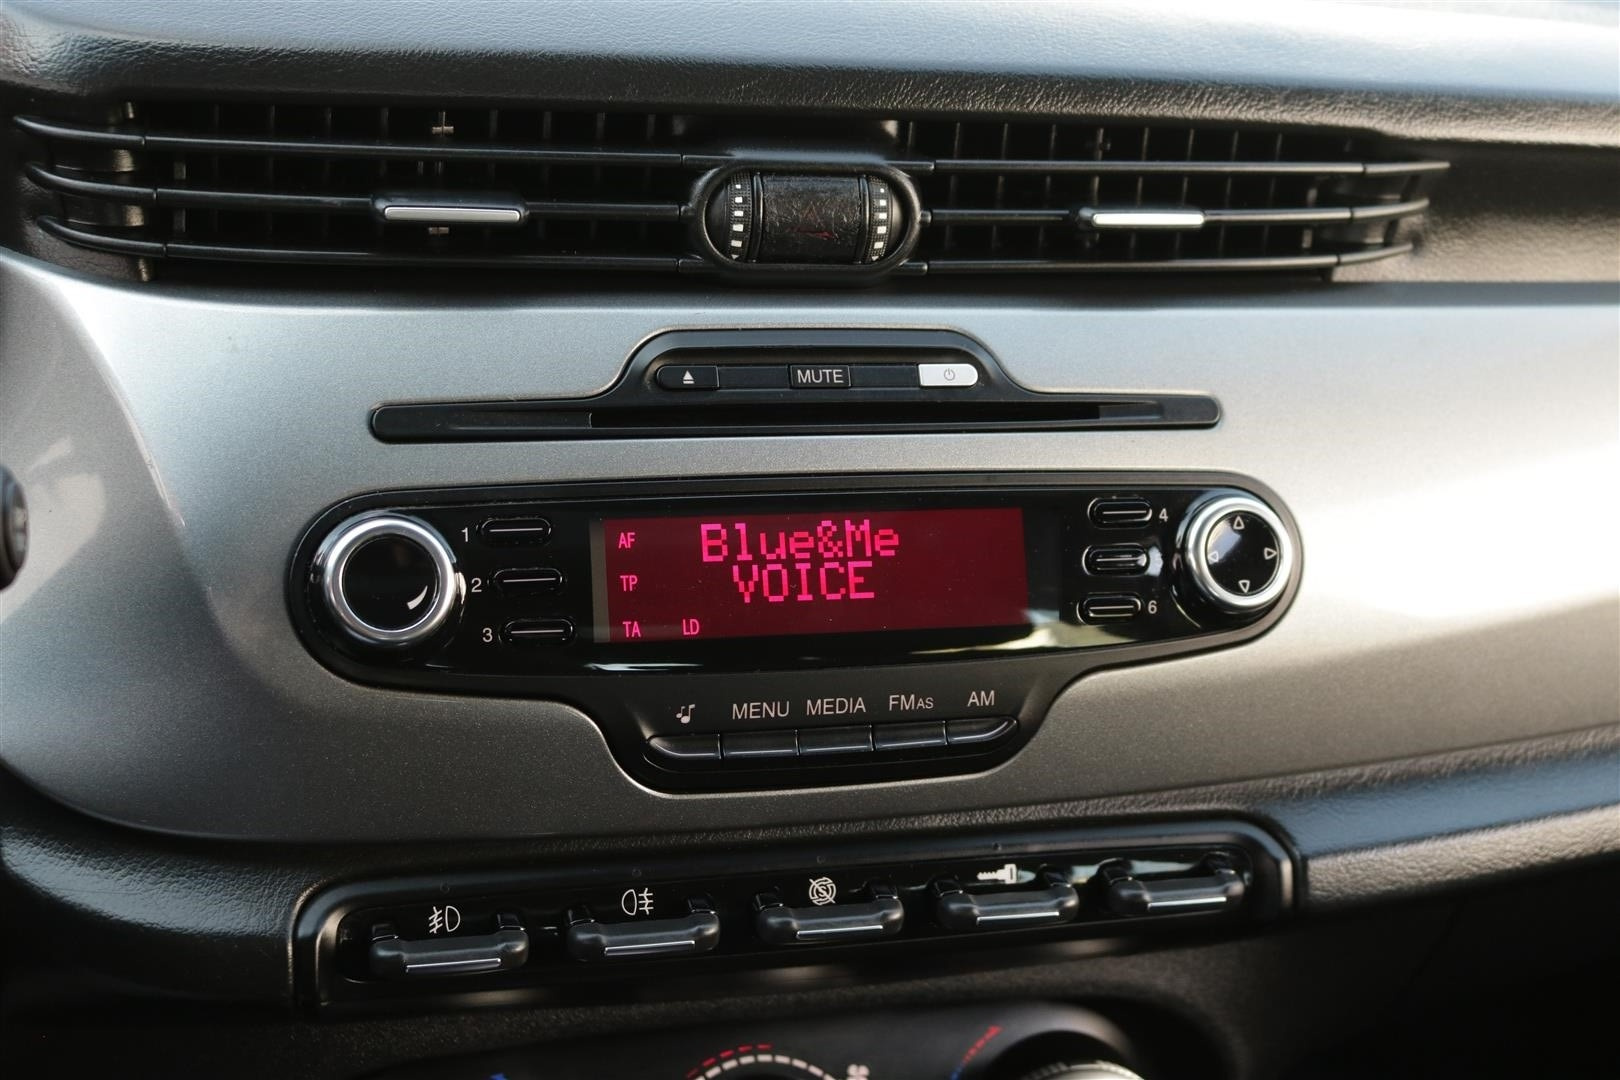 MUTE
1
2
3
AF
TP
TA LD
Blue&Me
VOICE
4
6
MENU MEDIA FMAS AM